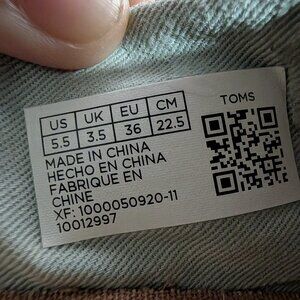 US UK EU CM
5.5 3.5 36 22.5
TOMS
MADE IN CHINA
HECHO EN CHINA
FABRIQUE EN
CHINE
XF: 1000050920-11
10012997